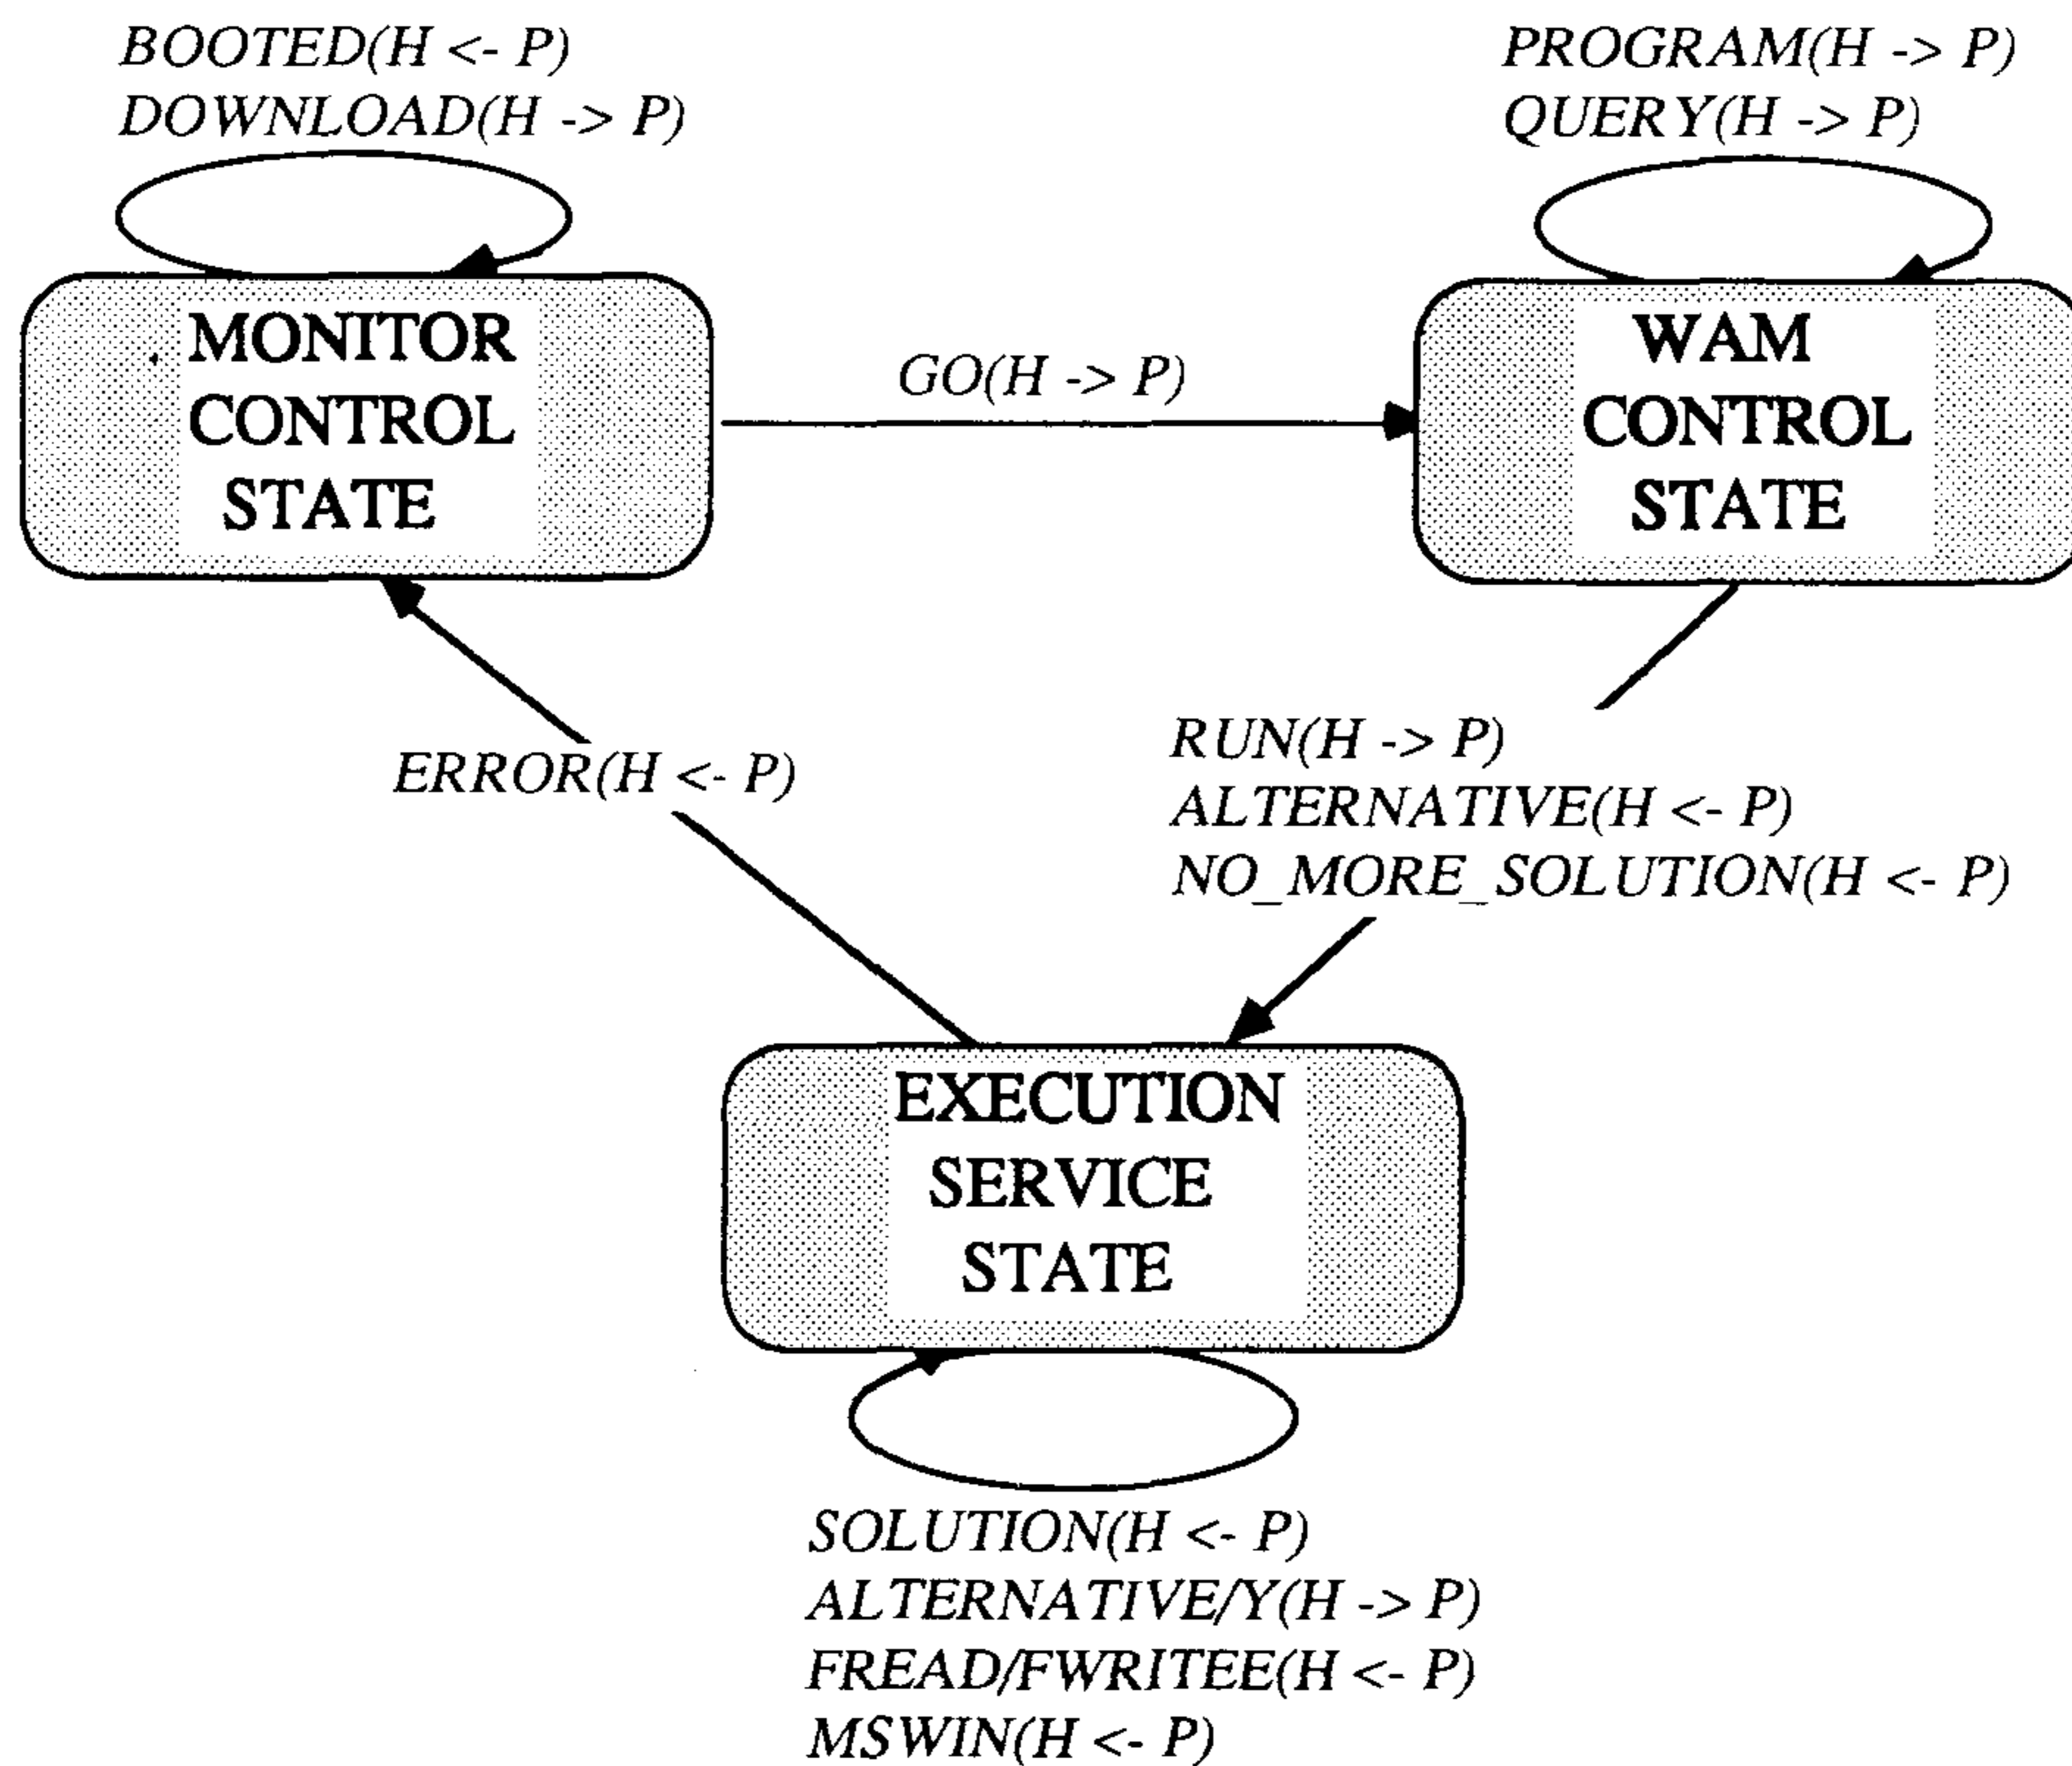 BOOTED(H <- P)
DOWNLOAD(H -> P)
PROGRAM(H -> P)
QUERY(H -> P)
MONITOR
CONTROL
STATE
GO(H -> P)
WAM
CONTROL
STATE
ERROR(H <- P)
RUN(H -> P)
ALTERNATIVE(H <- P)
NO_MORE_SOLUTION(H <- P)
EXECUTION
SERVICE
STATE
SOLUTION(H <- P)
ALTERNATIVE/Y(H -> P)
FREAD/FWRITEE(H <- P)
MSWIN(H <- P)